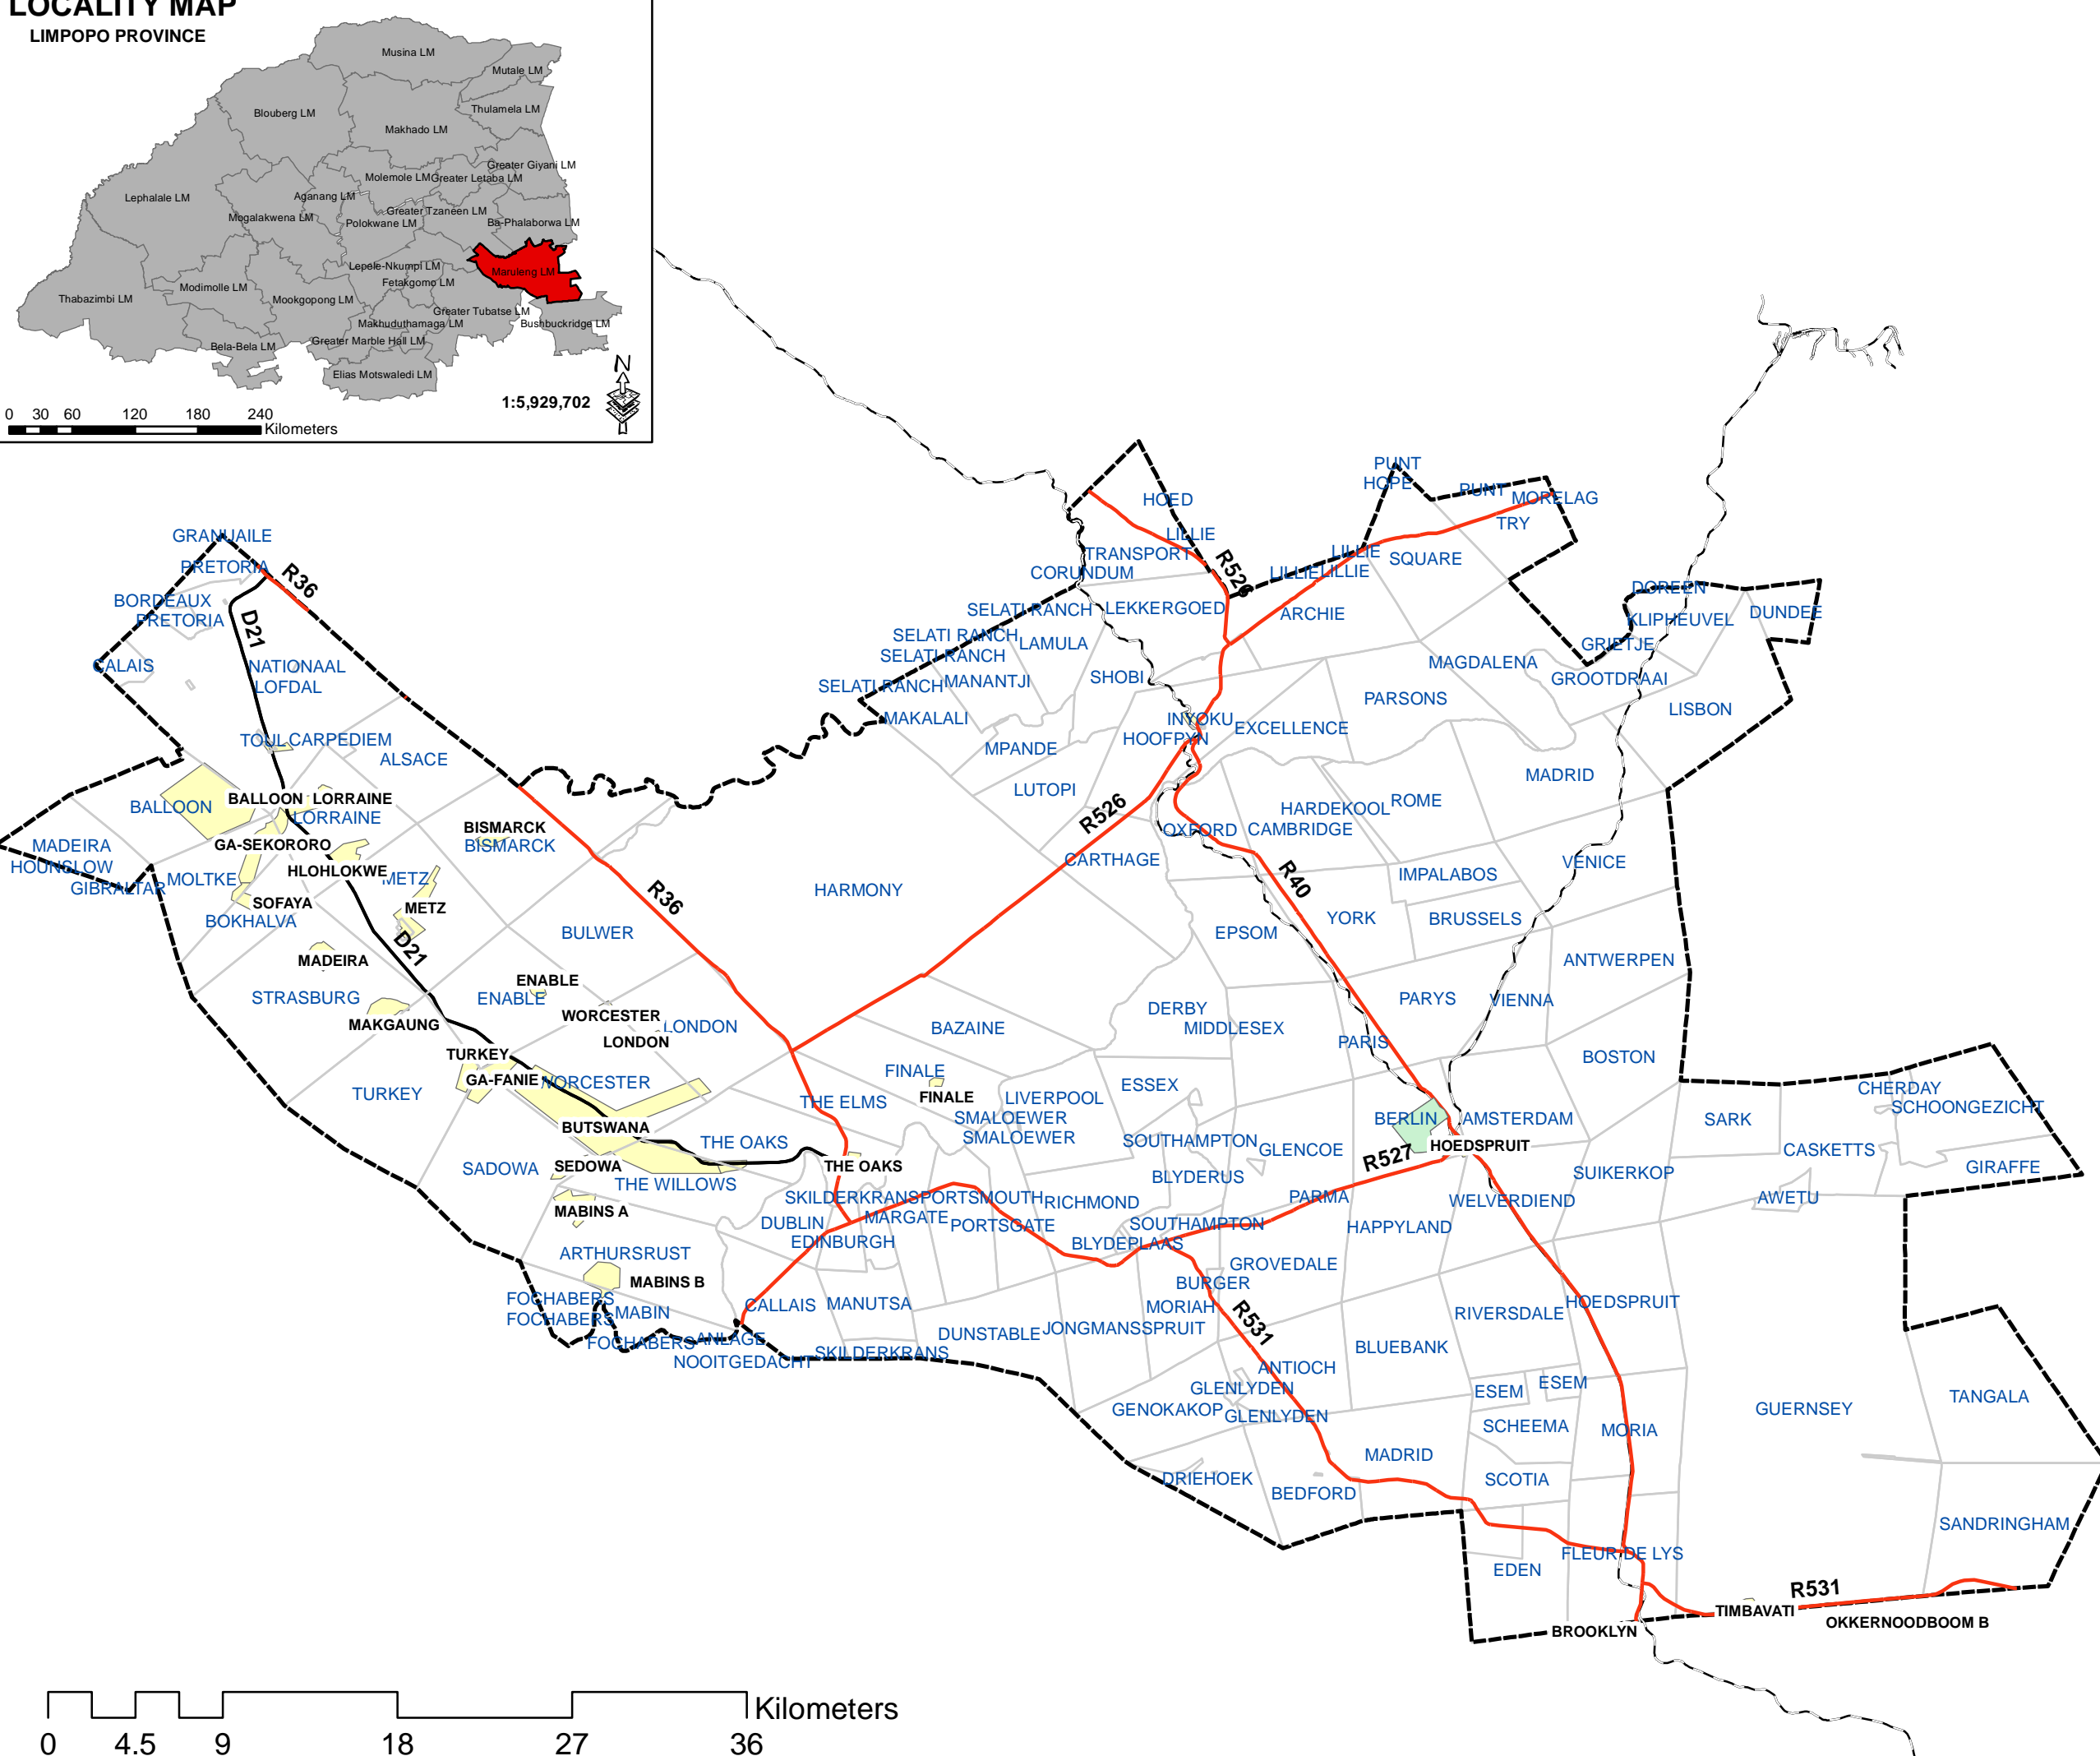 LOCALITY MAP
LIMPOPO PROVINCE
Musina LM
Mutale LM
Blouberg LM
Thulamela LM
Makhado LM
Greater Giyani LM
Molemole LM
Greater Letaba LM
Lephalale LM
Aganang LM
Mogalakwena LM
Greater Tzaneen LM
Polokwane LM
Ba-Phalaborwa LM
Lepele-Nkumpi LM
Maruleng LM
Fetakgomo LM
Modimolle LM
Thabazimbi LM
Mookgopong LM
Greater Tubatse LM
Makhuduthamaga LM
Bushbuckridge LM
Greater Marble Hall LM
Bela-Bela LM
Elias Motswaledi LM
N
1:5,929,702
0 30 60 120 180 240
Kilometers
PUNT
HOPE
PUNT
MORELAG
TRY
HOED
LILLIE
TRANSPORT
CORUNDUM
R526
LILLIE
LILLIE
LILLIE
SQUARE
GRANUAILE
PRETORIA
R36
BORDEAUX
PRETORIA
D21
SELATI RANCH
LEKKERGOED
ARCHIE
DOREEN
KLIPHEUVEL
DUNDEE
SELATI RANCH
SELATI RANCH
LAMULA
GRIETJE
CALAIS
NATIONAAL
LOFDAL
SELATI RANCH
MANANTJI
SHOBI
MAGDALENA
GROOTDRAAI
PARSONS
LISBON
MAKALALI
INYOKU
EXCELLENCE
HOOFPYN
TOUL
CARPEDIEM
ALSACE
MPANDE
LUTOPI
MADRID
BALLOON
BALLOON
LORRAINE
LORRAINE
R526
HARDEKOOL
ROME
BISMARCK
BISMARCK
OXFORD
CAMBRIDGE
MADEIRA
HOUNSLOW
GIBRALTAR
GA-SEKORORO
CARTHAGE
VENICE
MOLTKE
HLOHLOKWE
METZ
R36
HARMONY
R40
IMPALABOS
SOFAYA
METZ
BOKHALVA
YORK
BRUSSELS
BULWER
EPSOM
D21
MADEIRA
ANTWERPEN
ENABLE
ENABLE
STRASBURG
PARYS
VIENNA
DERBY
MAKGAUNG
WORCESTER
LONDON
BAZAINE
MIDDLESEX
LONDON
PARIS
TURKEY
BOSTON
GA-FANIE
WORCESTER
FINALE
FINALE
ESSEX
TURKEY
THE ELMS
LIVERPOOL
CHERDAY
SCHOONGEZICHT
SMALOEWER
SMALOEWER
BERLIN
AMSTERDAM
SARK
BUTSWANA
THE OAKS
SOUTHAMPTON
GLENCOE
R527
HOEDSPRUIT
CASKETTS
SADOWA
SEDOWA
THE OAKS
THE WILLOWS
BLYDERUS
SUIKERKOP
GIRAFFE
MABINS A
SKILDERKRANS
PORTSMOUTH
RICHMOND
PARMA
WELVERDIEND
AWETU
DUBLIN
MARGATE
PORTSGATE
SOUTHAMPTON
HAPPYLAND
EDINBURGH
BLYDEPLAAS
ARTHURSRUST
GROVEDALE
MABINS B
BURGER
FOCHABERS
FOCHABERS
MABIN
CALLAIS
MANUTSA
MORIAH
RIVERSDALE
HOEDSPRUIT
FOCHABERS
ANLAGE
NOOITGEDACHT
SKILDERKRANS
DUNSTABLE
JONGMANSSPRUIT
R531
BLUEBANK
ANTIOCH
GLENLYDEN
GENOKAKOP
GLENLYDEN
ESEM
ESEM
TANGALA
GUERNSEY
SCHEEMA
MORIA
MADRID
DRIEHOEK
BEDFORD
SCOTIA
SANDRINGHAM
FLEUR DE LYS
EDEN
R531
TIMBAVATI
OKKERNOODBOOM B
BROOKLYN
Kilometers
0 4.5 9 18 27 36